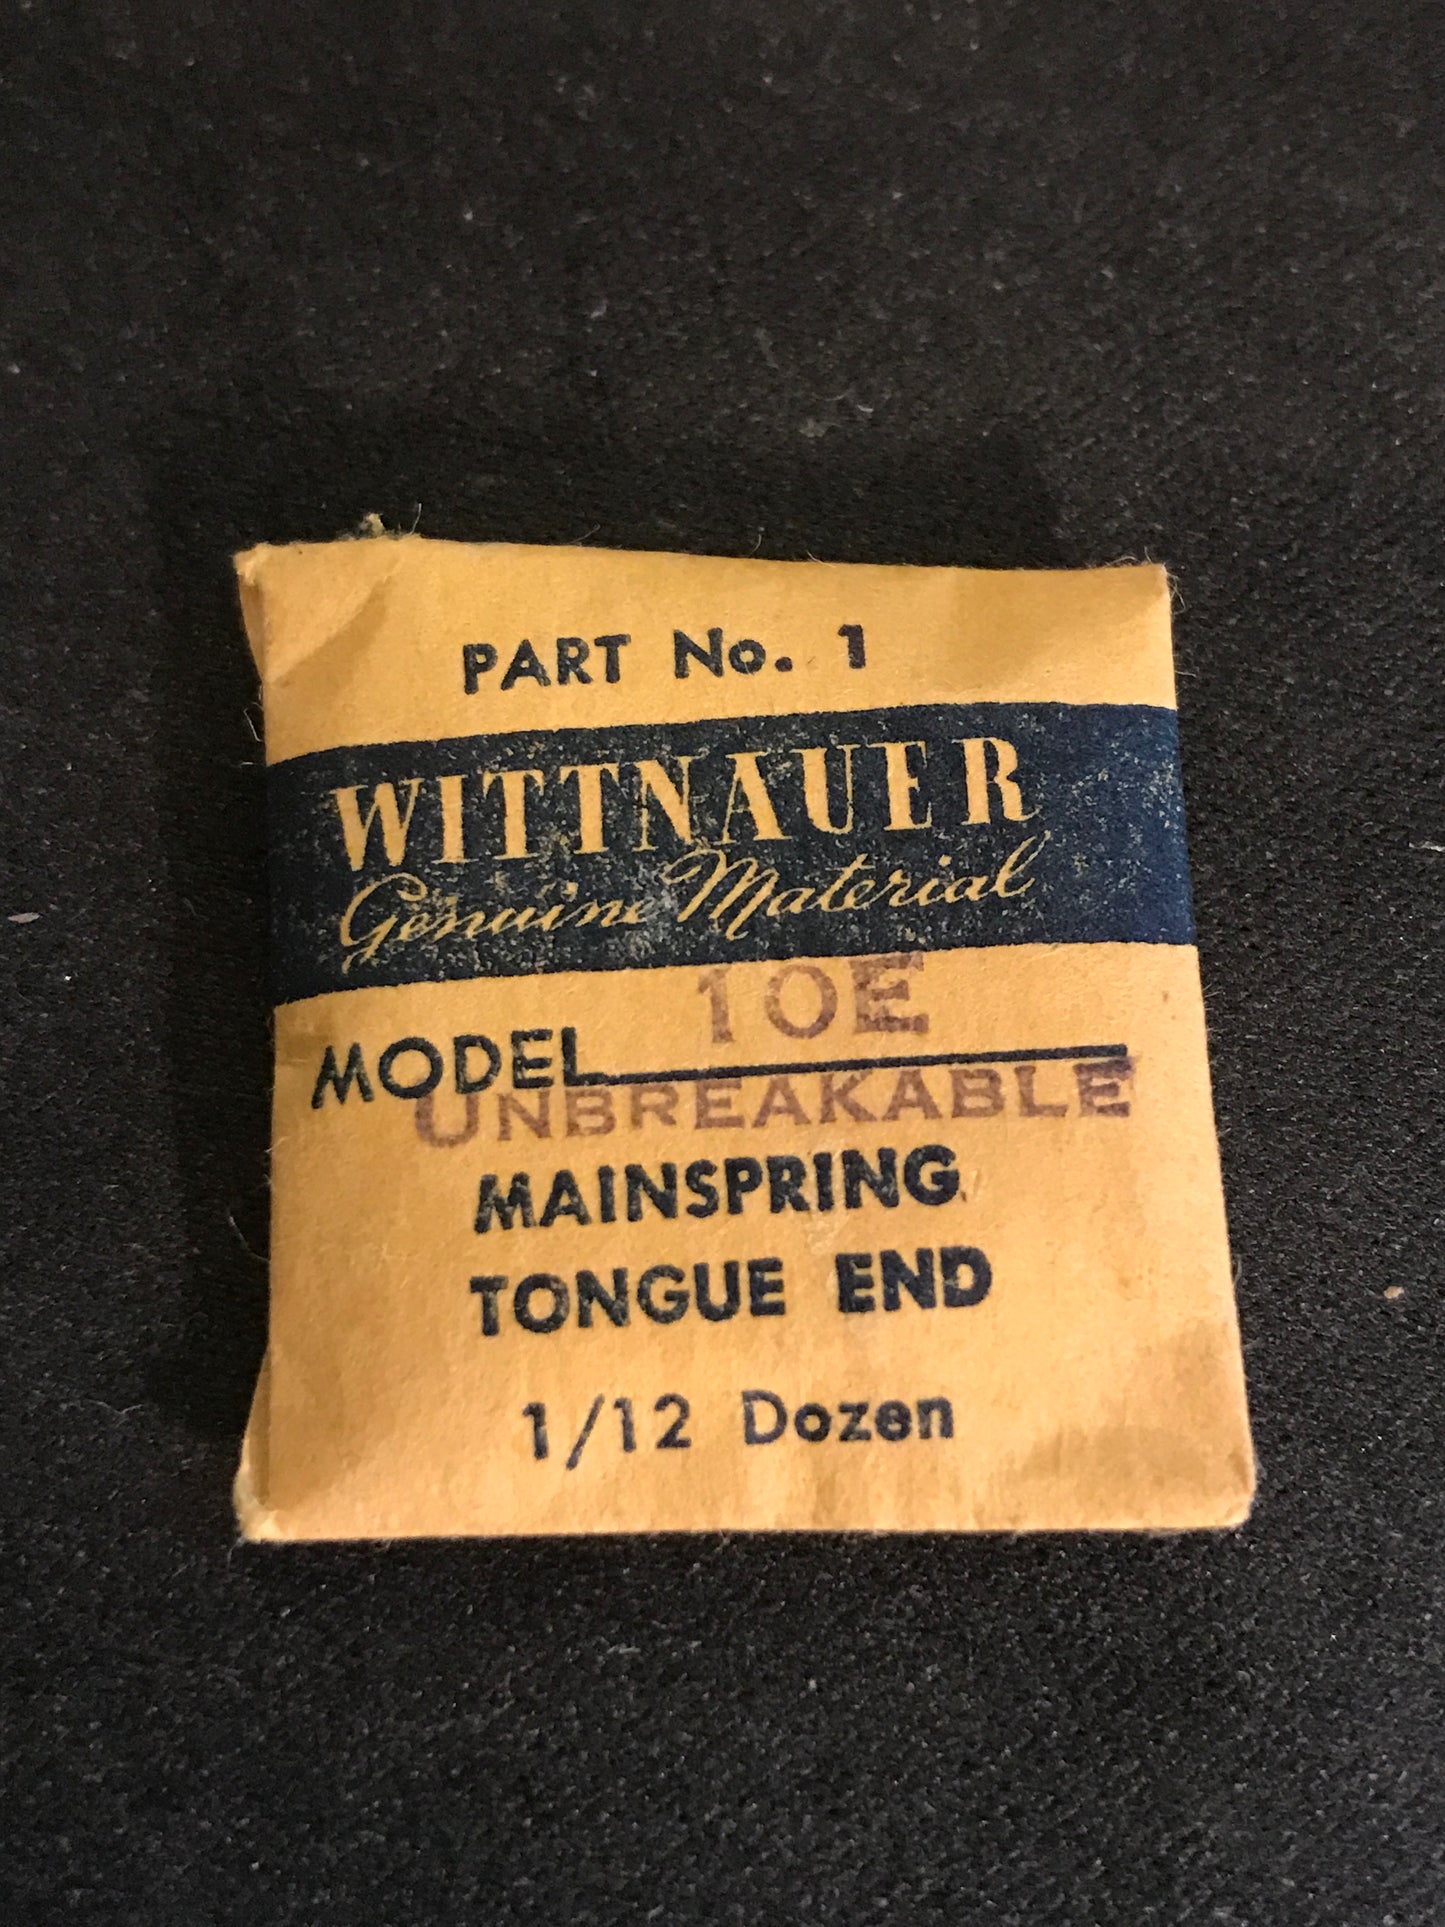 PART No. 1
WITTNAUER
Genuine Material
MODEL 10E
UNBREAKABLE
MAINSPRING
TONGUE END
1/12 Dozen